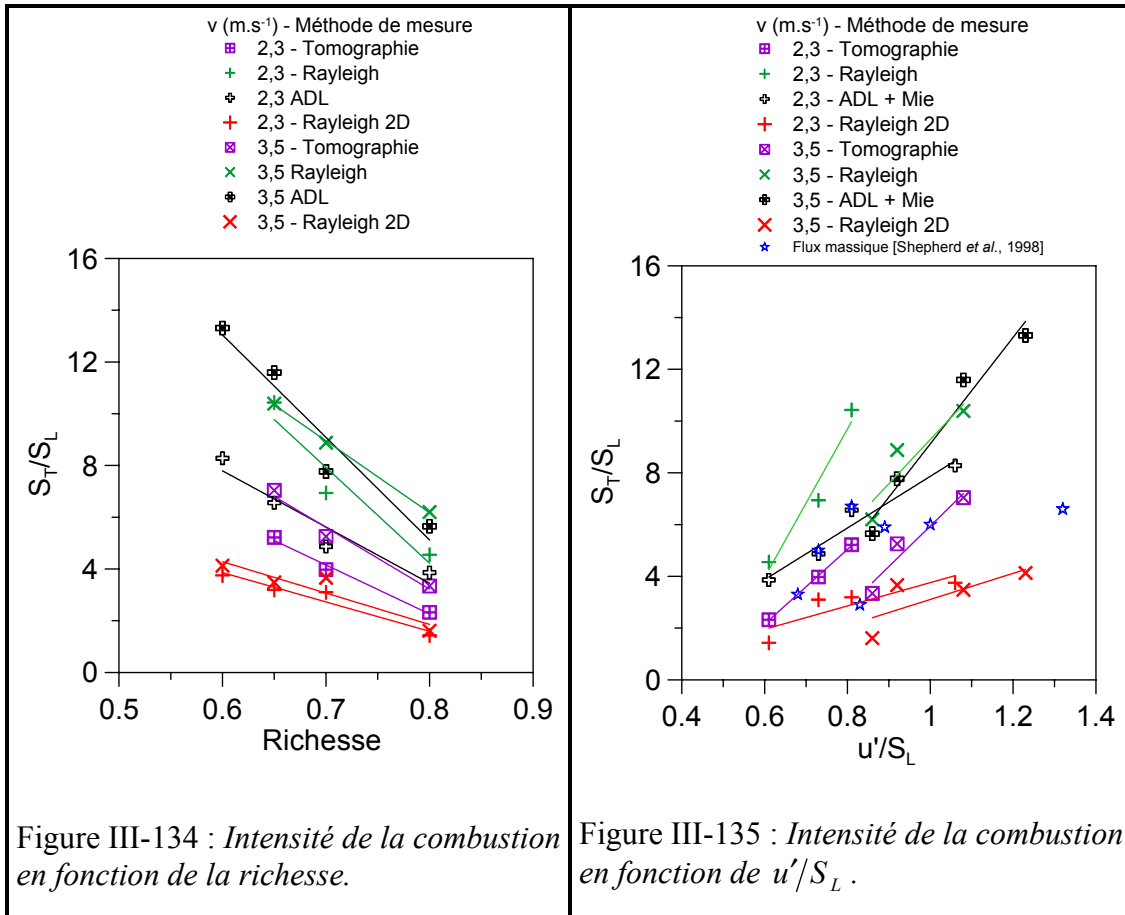 v (m.s⁻¹) - Méthode de mesure
2,3 - Tomographie
2,3 - Rayleigh
2,3 ADL
2,3 - Rayleigh 2D
3,5 - Tomographie
3,5 Rayleigh
3,5 ADL
3,5 - Rayleigh 2D
16
12
8
4
0
S_T/S_L
0.5 0.6 0.7 0.8 0.9
Richesse
Figure III-134 : Intensité de la combustion
en fonction de la richesse.
v (m.s⁻¹) - Méthode de mesure
2,3 - Tomographie
2,3 - Rayleigh
2,3 - ADL + Mie
2,3 - Rayleigh 2D
3,5 - Tomographie
3,5 - Rayleigh
3,5 - ADL + Mie
3,5 - Rayleigh 2D
Flux massique [Shepherd et al., 1998]
16
12
8
4
0
S_T/S_L
0.4 0.6 0.8 1 1.2 1.4
u'/S_L
Figure III-135 : Intensité de la combustion
en fonction de u'/S_L .